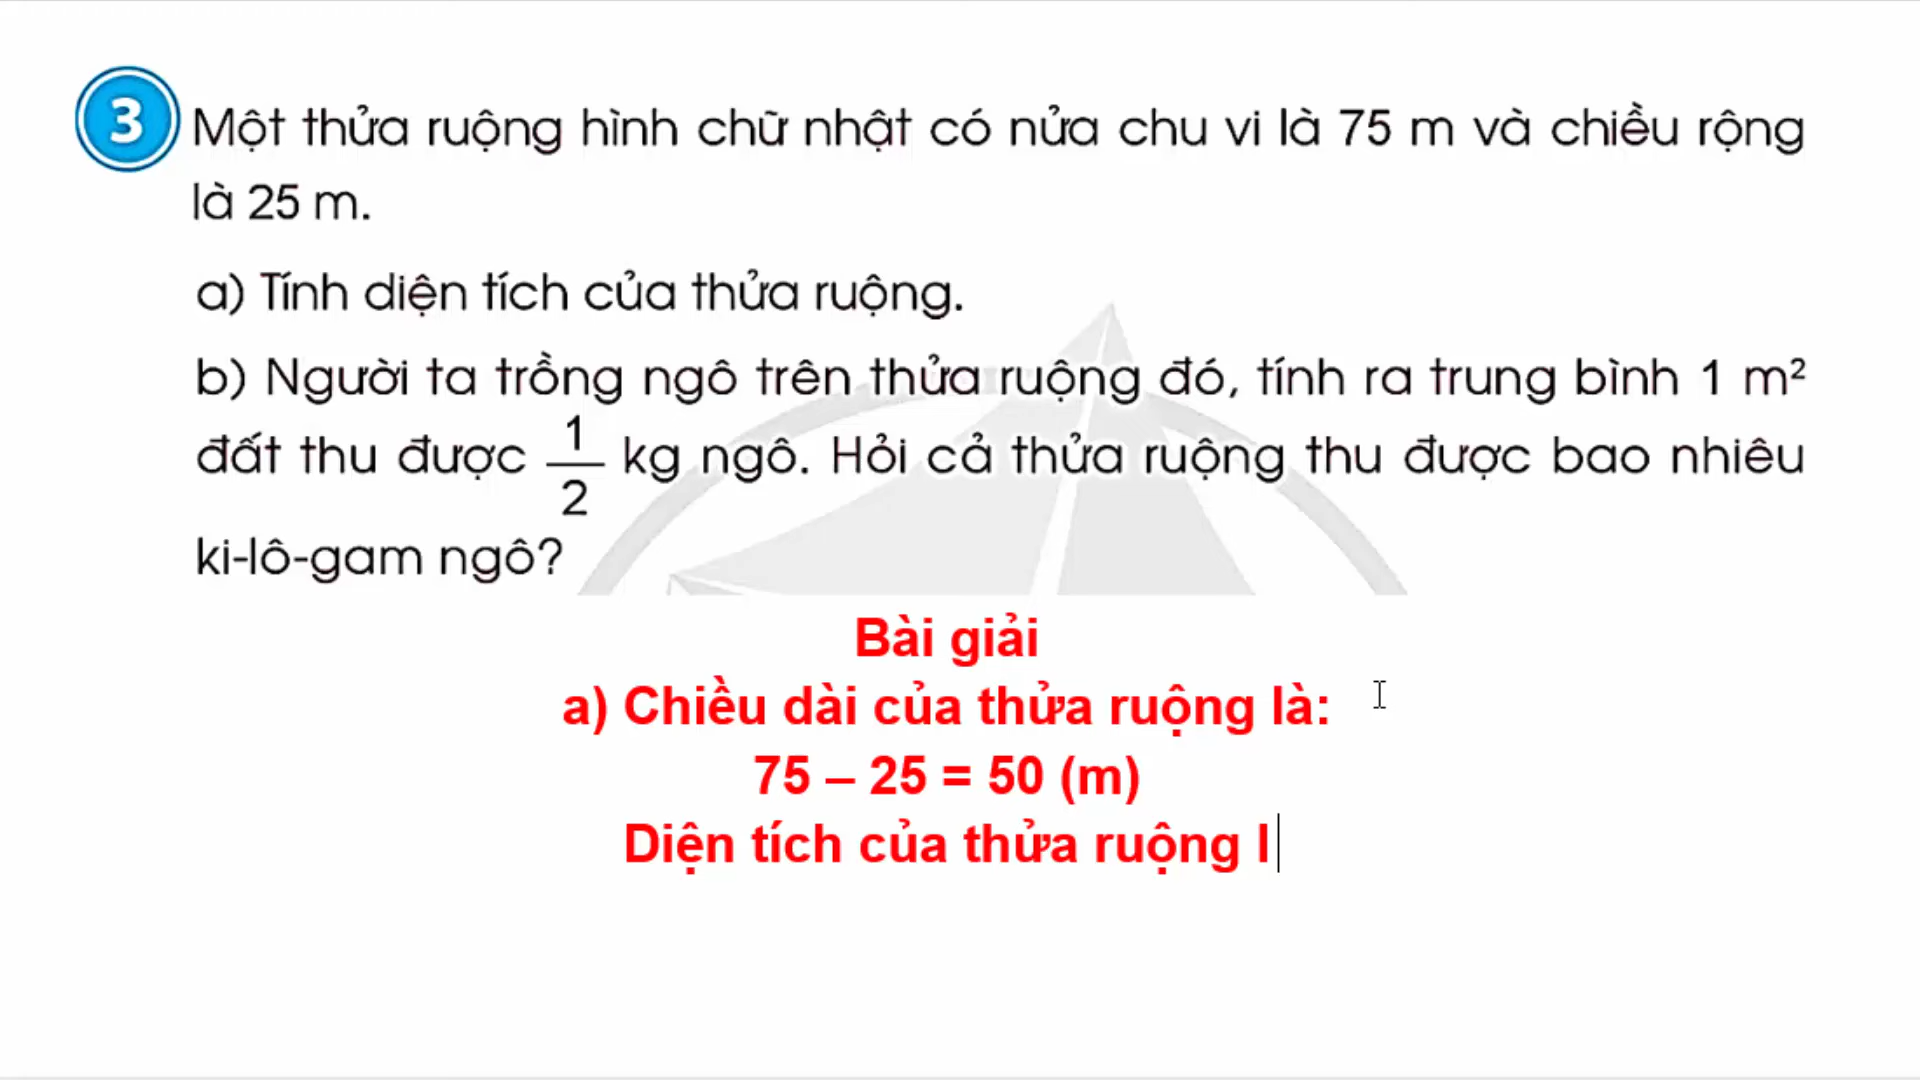 3 Một thửa ruộng hình chữ nhật có nửa chu vi là 75 m và chiều rộng
là 25 m.
a) Tính diện tích của thửa ruộng.
b) Người ta trồng ngô trên thửa ruộng đó, tính ra trung bình 1 m²
đất thu được 1/2 kg ngô. Hỏi cả thửa ruộng thu được bao nhiêu
ki-lô-gam ngô?
Bài giải
a) Chiều dài của thửa ruộng là:
75 – 25 = 50 (m)
Diện tích của thửa ruộng l